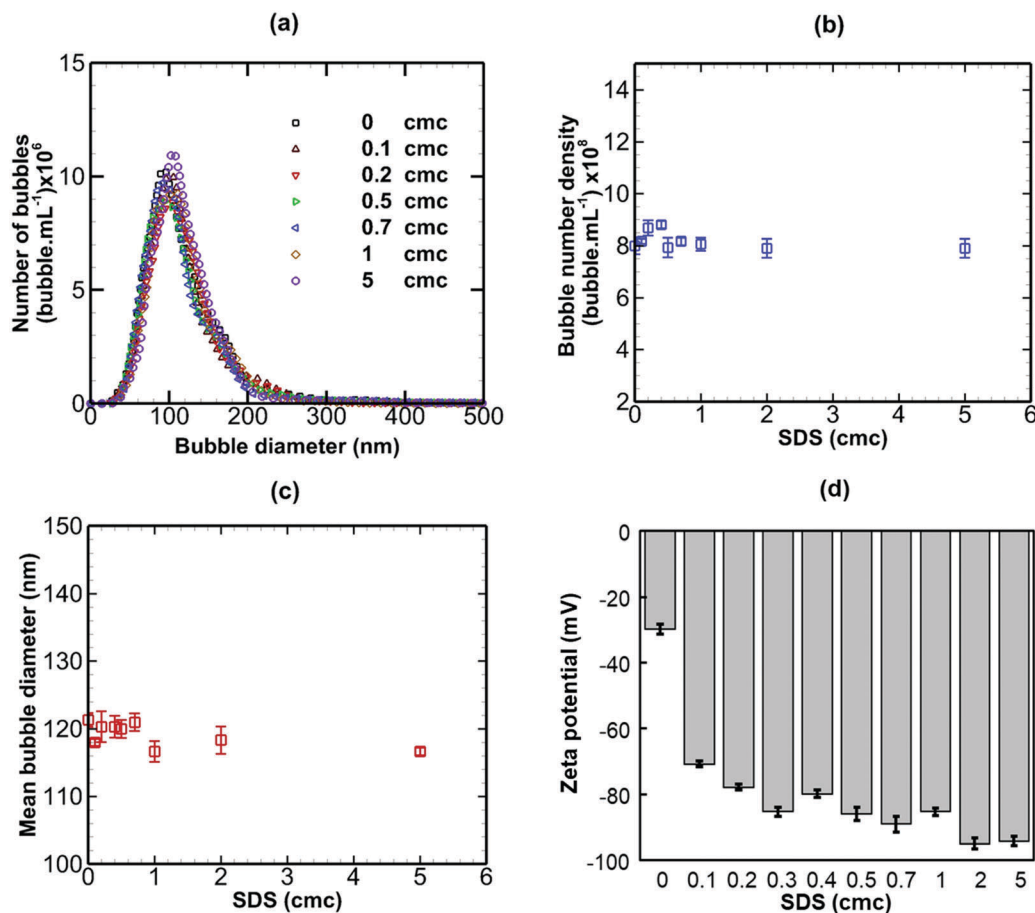 (a)
Number of bubbles
(bubble.mL⁻¹)x10⁶
15
10
5
0
0 cmc
0.1 cmc
0.2 cmc
0.5 cmc
0.7 cmc
1 cmc
5 cmc
0 100 200 300 400 500
Bubble diameter (nm)
(b)
Bubble number density
(bubble.mL⁻¹) x10⁸
14
12
10
8
6
4
2
0 1 2 3 4 5 6
SDS (cmc)
(c)
Mean bubble diameter (nm)
150
140
130
120
110
100
0 1 2 3 4 5 6
SDS (cmc)
(d)
Zeta potential (mV)
0
-20
-40
-60
-80
-100
0 0.1 0.2 0.3 0.4 0.5 0.7 1 2 5
SDS (cmc)